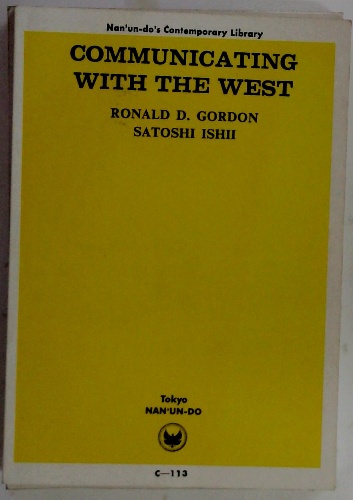 Nan'un-do's Contemporary Library
COMMUNICATING
WITH THE WEST
RONALD D. GORDON
SATOSHI ISHII
Tokyo
NAN'UN-DO
C—113